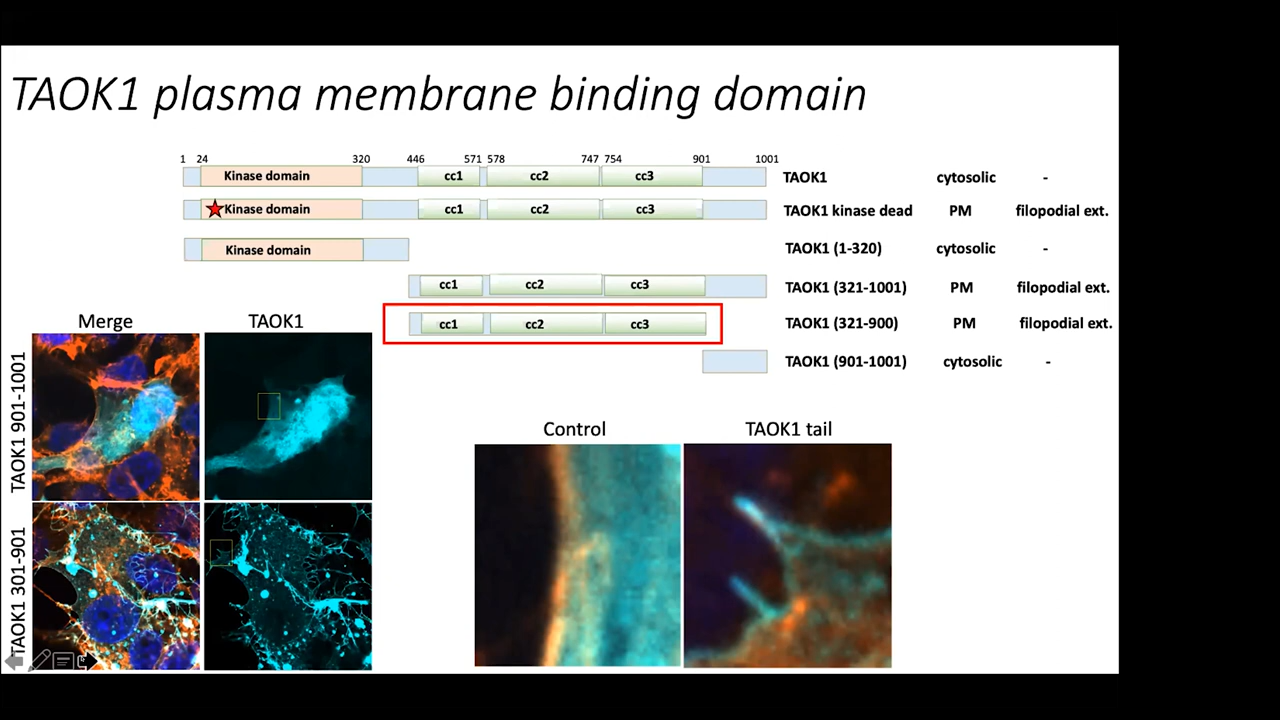 TAOK1 plasma membrane binding domain
1 24 320 446 571 578 747 754 901 1001
Kinase domain cc1 cc2 cc3 TAOK1 cytosolic -
Kinase domain cc1 cc2 cc3 TAOK1 kinase dead PM filopodial ext.
Kinase domain TAOK1 (1-320) cytosolic -
cc1 cc2 cc3 TAOK1 (321-1001) PM filopodial ext.
cc1 cc2 cc3 TAOK1 (321-900) PM filopodial ext.
TAOK1 (901-1001) cytosolic -
Merge TAOK1
TAOK1 901-1001
TAOK1 301-901
Control TAOK1 tail